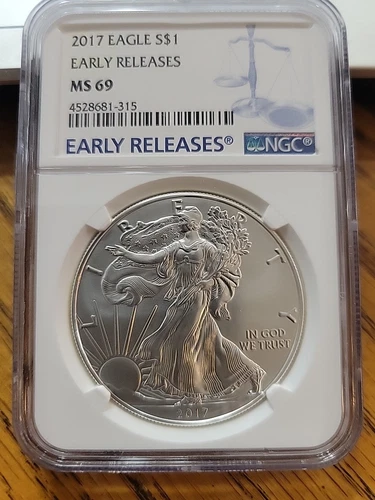 2017 EAGLE S$1
EARLY RELEASES
MS 69
4528681-315
EARLY RELEASES®
NGC®
LIBERTY
IN GOD
WE TRUST
2017